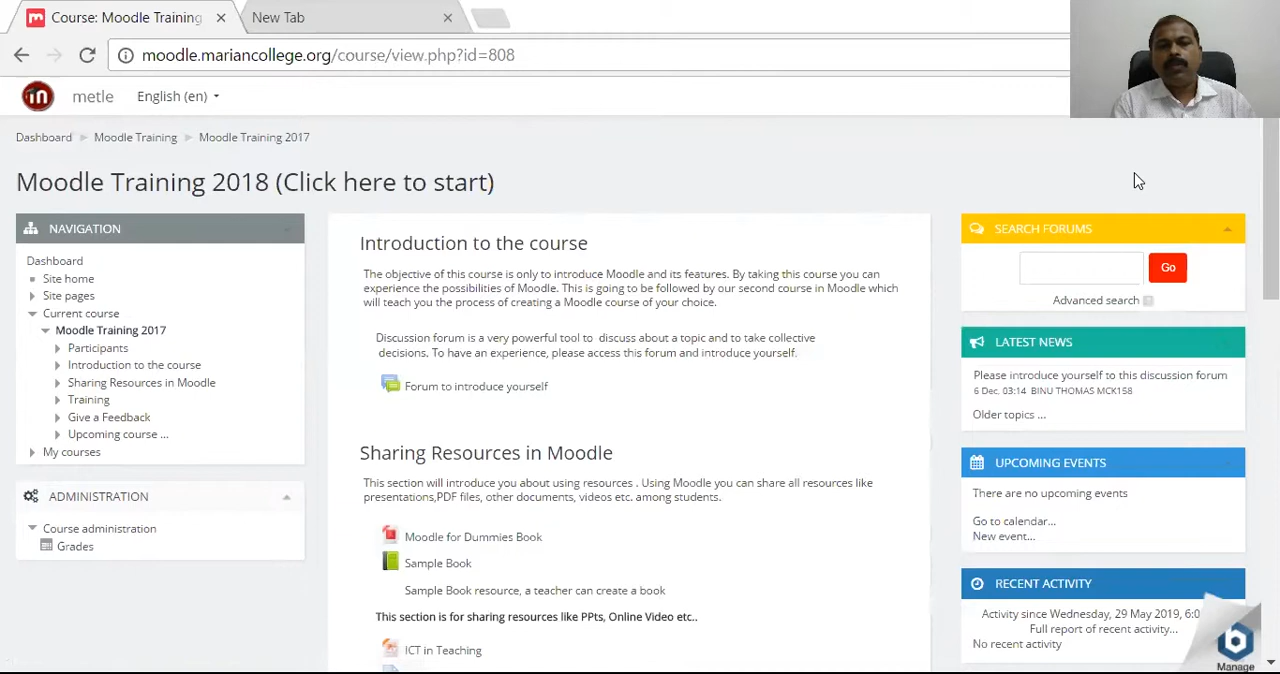 Course: Moodle Training
New Tab
moodle.mariancollege.org/course/view.php?id=808
metle
English (en)
Dashboard
Moodle Training
Moodle Training 2017
Moodle Training 2018 (Click here to start)
NAVIGATION
Dashboard
Site home
Site pages
Current course
Moodle Training 2017
Participants
Introduction to the course
Sharing Resources in Moodle
Training
Give a Feedback
Upcoming course ...
My courses
ADMINISTRATION
Course administration
Grades
Introduction to the course
The objective of this course is only to introduce Moodle and its features. By taking this course you can
experience the possibilities of Moodle. This is going to be followed by our second course in Moodle which
will teach you the process of creating a Moodle course of your choice.
Discussion forum is a very powerful tool to discuss about a topic and to take collective
decisions. To have an experience, please access this forum and introduce yourself.
Forum to introduce yourself
Sharing Resources in Moodle
This section will introduce you about using resources . Using Moodle you can share all resources like
presentations,PDF files, other documents, videos etc. among students.
Moodle for Dummies Book
Sample Book
Sample Book resource, a teacher can create a book
This section is for sharing resources like PPts, Online Video etc..
ICT in Teaching
SEARCH FORUMS
Go
Advanced search
LATEST NEWS
Please introduce yourself to this discussion forum
6 Dec, 03:14 BINU THOMAS MCK158
Older topics ...
UPCOMING EVENTS
There are no upcoming events
Go to calendar...
New event...
RECENT ACTIVITY
Activity since Wednesday, 29 May 2019, 6:0
Full report of recent activity...
No recent activity
Manage